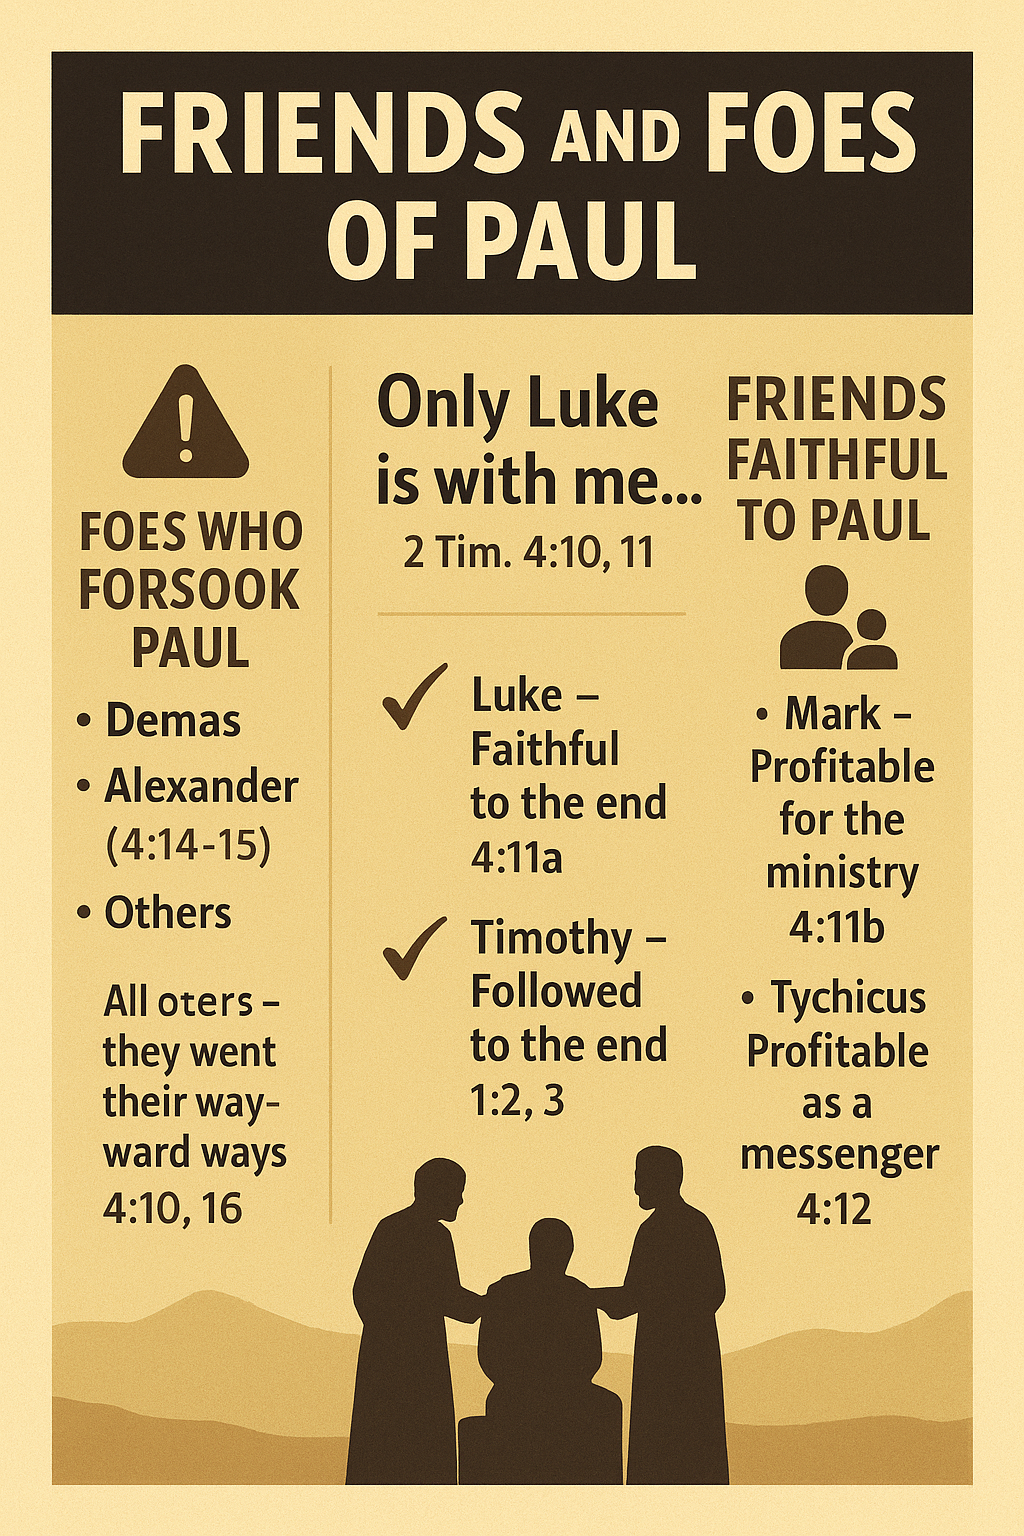 FRIENDS AND FOES
OF PAUL
FOES WHO
FORSOOK
PAUL
• Demas
• Alexander
(4:14-15)
• Others
All oters –
they went
their way-
ward ways
4:10, 16
Only Luke
is with me...
2 Tim. 4:10, 11
Luke –
Faithful
to the end
4:11a
Timothy –
Followed
to the end
1:2, 3
FRIENDS
FAITHFUL
TO PAUL
• Mark –
Profitable
for the
ministry
4:11b
• Tychicus
Profitable
as a
messenger
4:12